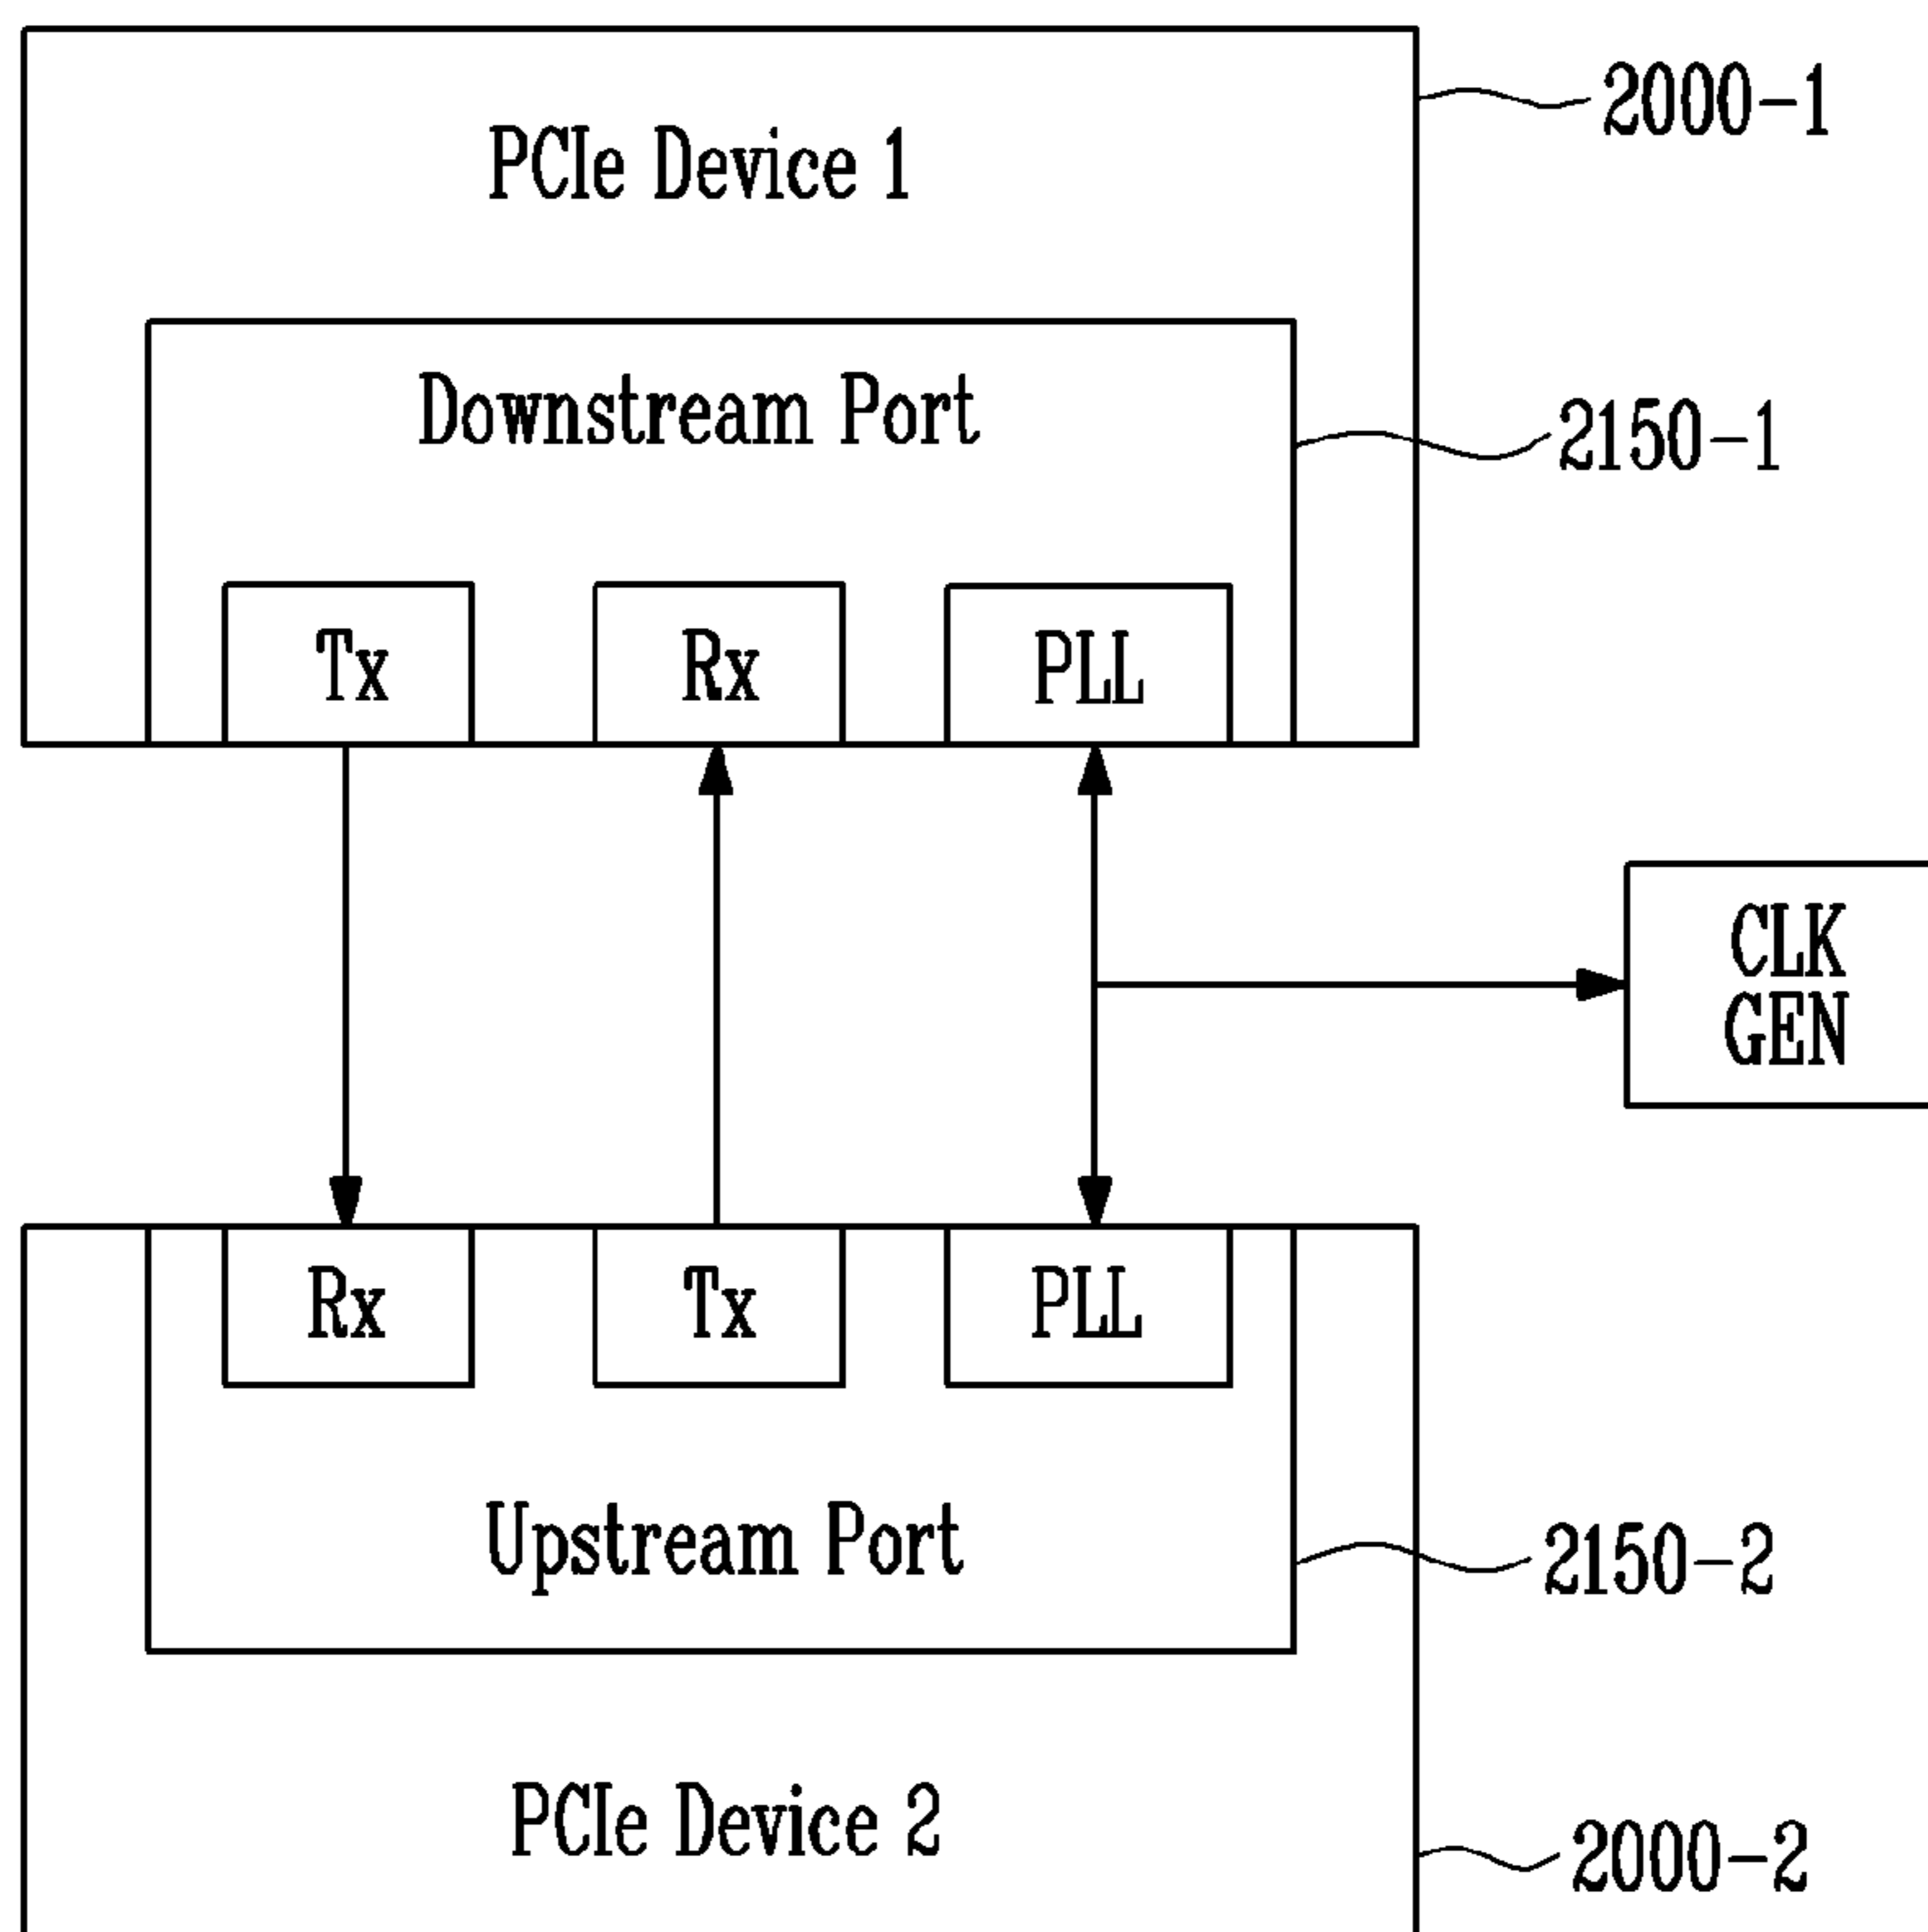 2000-1
PCIe Device 1
Downstream Port
2150-1
Tx
Rx
PLL
CLK
GEN
Rx
Tx
PLL
Upstream Port
2150-2
PCIe Device 2
2000-2